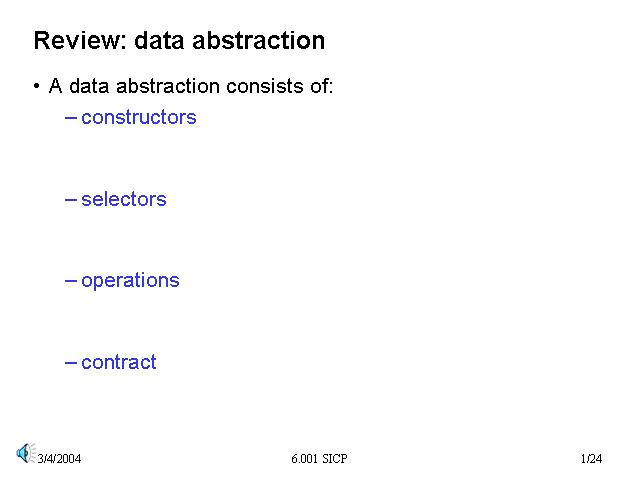 Review: data abstraction
• A data abstraction consists of:
– constructors
– selectors
– operations
– contract
3/4/2004 6.001 SICP 1/24